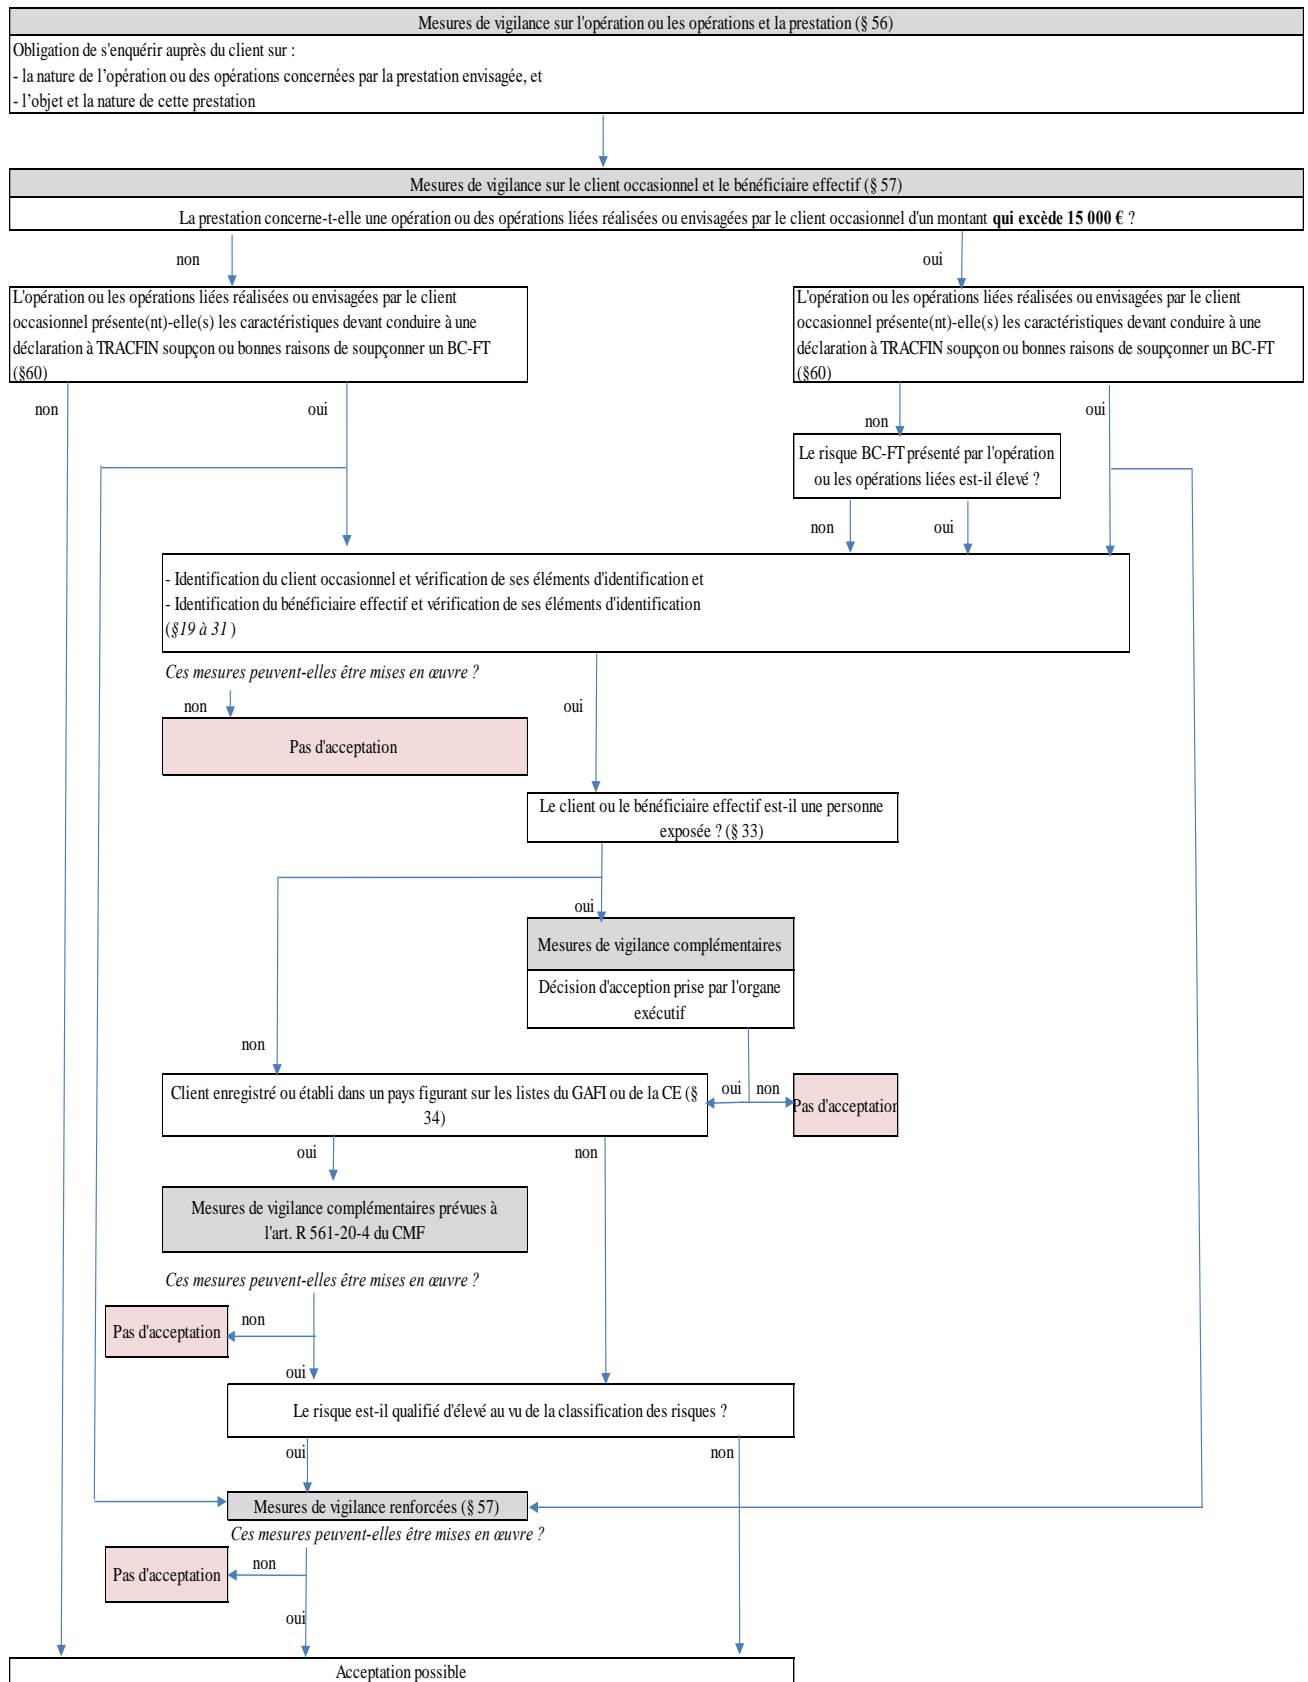 Mesures de vigilance sur l'opération ou les opérations et la prestation (§ 56)
Obligation de s'enquérir auprès du client sur :
- la nature de l'opération ou des opérations concernées par la prestation envisagée, et
- l'objet et la nature de cette prestation
Mesures de vigilance sur le client occasionnel et le bénéficiaire effectif (§ 57)
La prestation concerne-t-elle une opération ou des opérations liées réalisées ou envisagées par le client occasionnel d'un montant qui excède 15 000 € ?
non
oui
L'opération ou les opérations liées réalisées ou envisagées par le client
occasionnel présente(nt)-elle(s) les caractéristiques devant conduire à une
déclaration à TRACFIN soupçon ou bonnes raisons de soupçonner un BC-FT
(§60)
L'opération ou les opérations liées réalisées ou envisagées par le client
occasionnel présente(nt)-elle(s) les caractéristiques devant conduire à une
déclaration à TRACFIN soupçon ou bonnes raisons de soupçonner un BC-FT
(§60)
non
oui
non
oui
Le risque BC-FT présenté par l'opération
ou les opérations liées est-il élevé ?
non
oui
- Identification du client occasionnel et vérification de ses éléments d'identification et
- Identification du bénéficiaire effectif et vérification de ses éléments d'identification
(§19 à 31 )
Ces mesures peuvent-elles être mises en œuvre ?
non
oui
Pas d'acceptation
Le client ou le bénéficiaire effectif est-il une personne
exposée ? (§ 33)
oui
Mesures de vigilance complémentaires
Décision d'acception prise par l'organe
exécutif
non
Client enregistré ou établi dans un pays figurant sur les listes du GAFI ou de la CE (§
34)
oui
non
Pas d'acceptation
oui
non
Mesures de vigilance complémentaires prévues à
l'art. R 561-20-4 du CMF
Ces mesures peuvent-elles être mises en œuvre ?
Pas d'acceptation
non
oui
Le risque est-il qualifié d'élevé au vu de la classification des risques ?
oui
non
Mesures de vigilance renforcées (§ 57)
Ces mesures peuvent-elles être mises en œuvre ?
Pas d'acceptation
non
oui
Acceptation possible